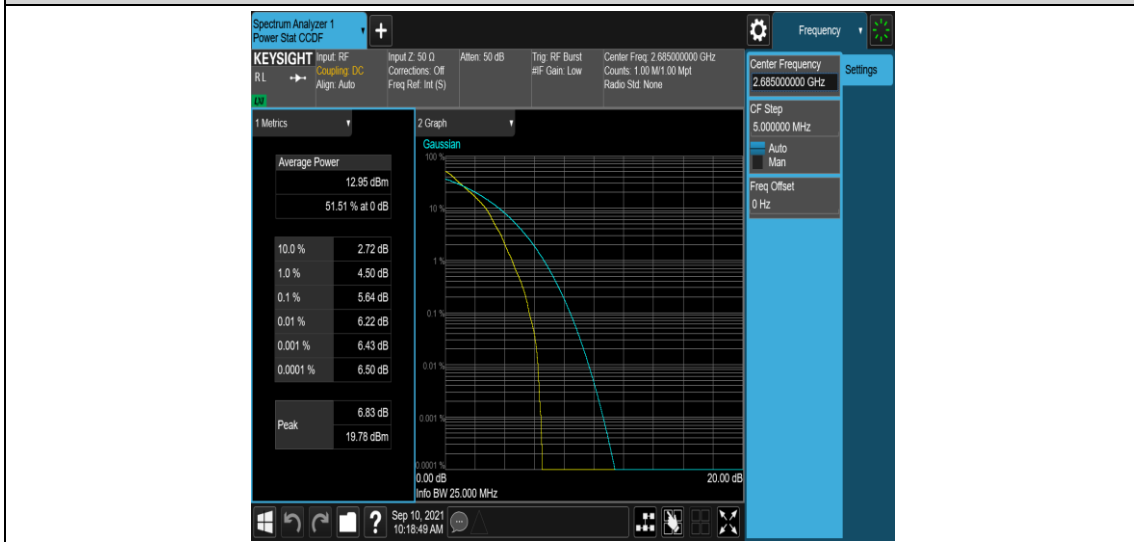 Spectrum Analyzer 1
Power Stat CCDF
+
Frequency
KEYSIGHT
RL
LXI
Input: RF
Coupling: DC
Align: Auto
Input Z: 50 Ω
Corrections: Off
Freq Ref: Int (S)
Atten: 50 dB
Trig: RF Burst
#IF Gain: Low
Center Freq: 2.685000000 GHz
Counts: 1.00 M/1.00 Mpt
Radio Std: None
Center Frequency
2.685000000 GHz
Settings
CF Step
5.000000 MHz
Auto
Man
Freq Offset
0 Hz
1 Metrics
Average Power
12.95 dBm
51.51 % at 0 dB
10.0 % 2.72 dB
1.0 % 4.50 dB
0.1 % 5.64 dB
0.01 % 6.22 dB
0.001 % 6.43 dB
0.0001 % 6.50 dB
Peak
6.83 dB
19.78 dBm
2 Graph
Gaussian
100 %
10 %
1 %
0.1 %
0.01 %
0.001 %
0.0001 %
0.00 dB 20.00 dB
Info BW 25.000 MHz
?
Sep 10, 2021
10:18:49 AM